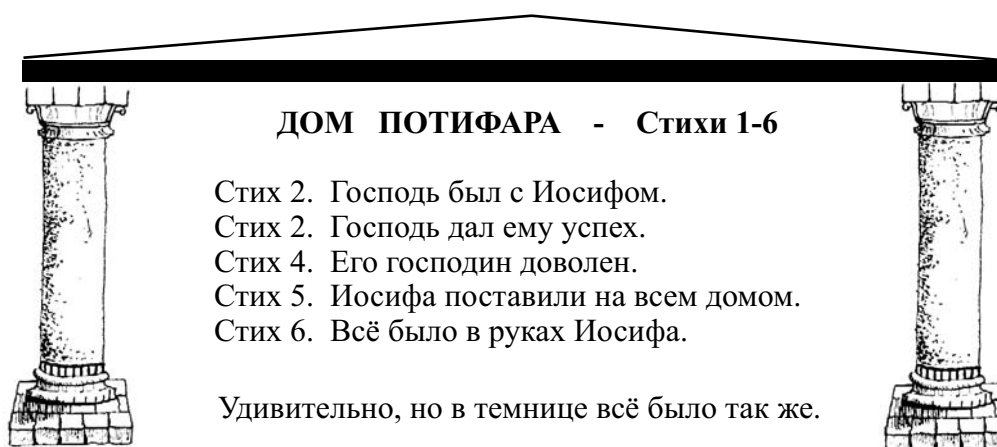 ДОМ ПОТИФАРА - Стихи 1-6
Стих 2. Господь был с Иосифом.
Стих 2. Господь дал ему успех.
Стих 4. Его господин доволен.
Стих 5. Иосифа поставили на всем домом.
Стих 6. Всё было в руках Иосифа.
Удивительно, но в темнице всё было так же.